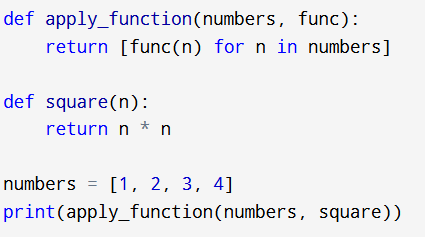 def apply_function(numbers, func):
    return [func(n) for n in numbers]

def square(n):
    return n * n

numbers = [1, 2, 3, 4]
print(apply_function(numbers, square))